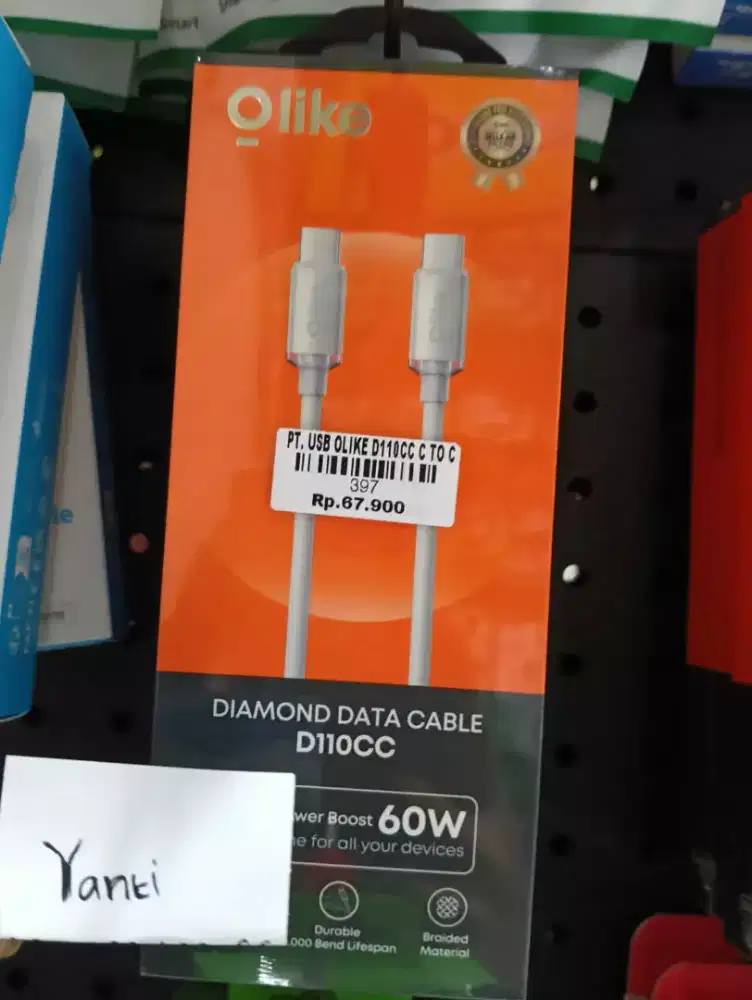 Olike
PT. USB OLIKE D110CC C TO C
397
Rp.67.900
DIAMOND DATA CABLE
D110CC
wer Boost 60W
e for all your devices
Yanti
Durable
000 Bend Lifespan
Braided
Material